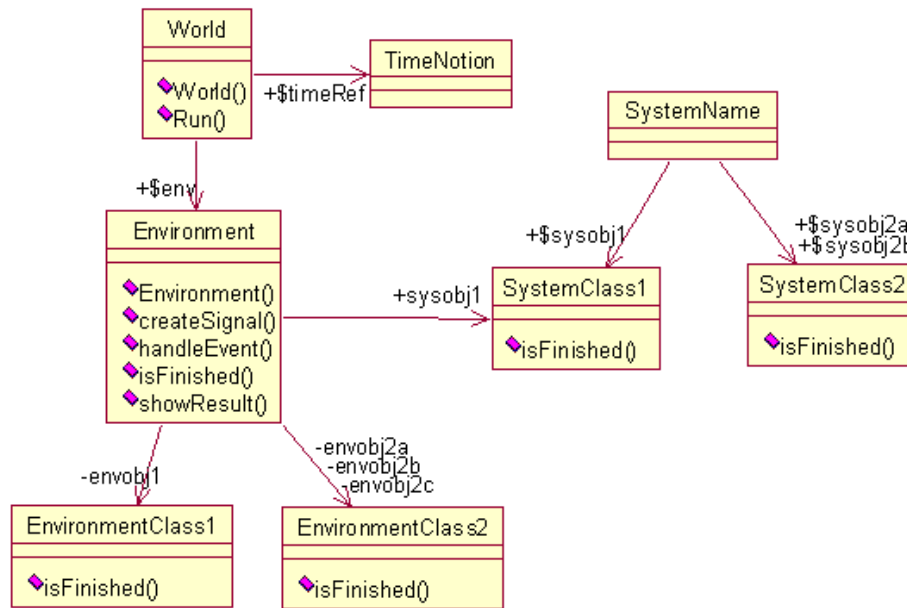 World
World()
Run()
+$timeRef
TimeNotion
SystemName
+$env
Environment
Environment()
createSignal()
handleEvent()
isFinished()
showResult()
+sysobj1
+$sysobj1
+$sysobj2a
+$sysobj2b
SystemClass1
isFinished()
SystemClass2
isFinished()
-envobj1
-envobj2a
-envobj2b
-envobj2c
EnvironmentClass1
isFinished()
EnvironmentClass2
isFinished()